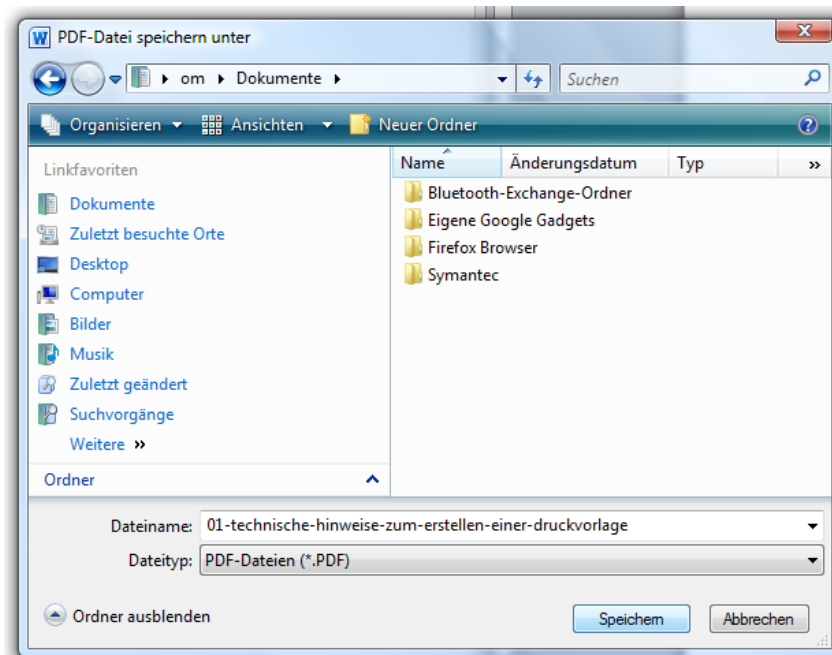 PDF-Datei speichern unter
om Dokumente Suchen
Organisieren Ansichten Neuer Ordner
Linkfavoriten
Dokumente
Zuletzt besuchte Orte
Desktop
Computer
Bilder
Musik
Zuletzt geändert
Suchvorgänge
Weitere »
Ordner
Name Änderungsdatum Typ »
Bluetooth-Exchange-Ordner
Eigene Google Gadgets
Firefox Browser
Symantec
Dateiname: 01-technische-hinweise-zum-erstellen-einer-druckvorlage
Dateityp: PDF-Dateien (*.PDF)
Ordner ausblenden Speichern Abbrechen